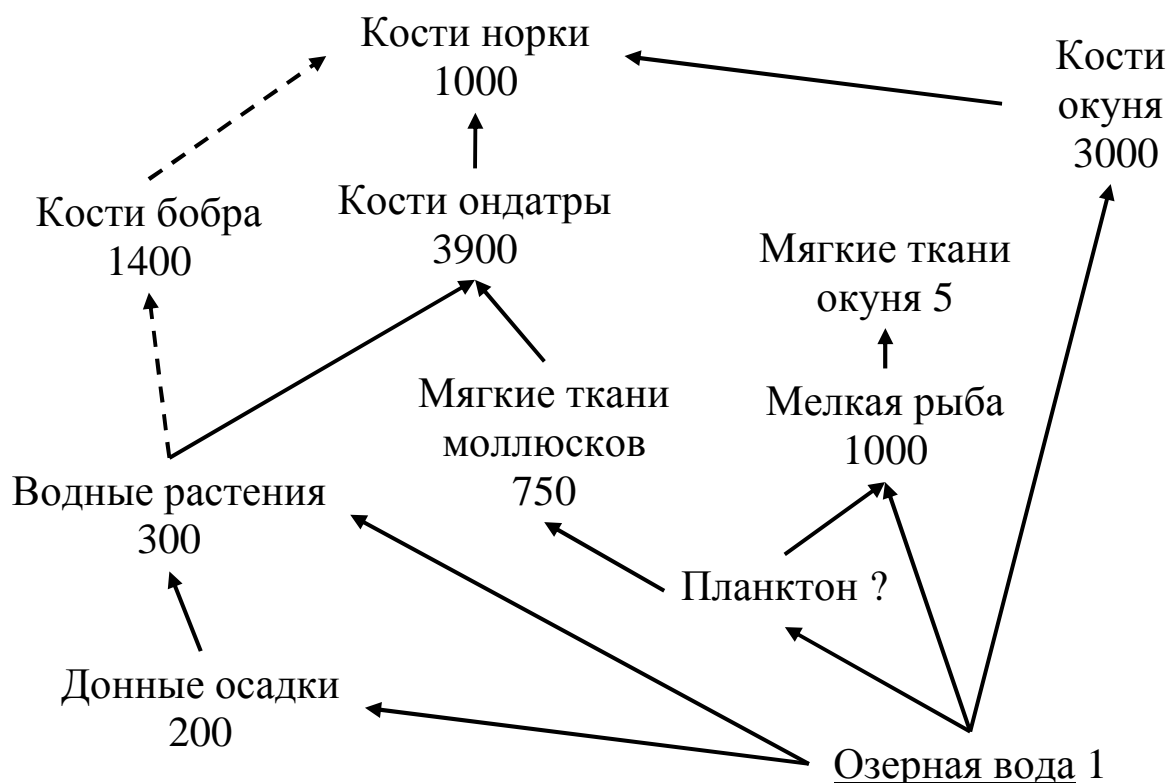 Кости норки
1000
Кости
окуня
3000
Кости бобра
1400
Кости ондатры
3900
Мягкие ткани
окуня 5
Мягкие ткани
моллюсков
750
Мелкая рыба
1000
Водные растения
300
Планктон ?
Донные осадки
200
Озерная вода 1